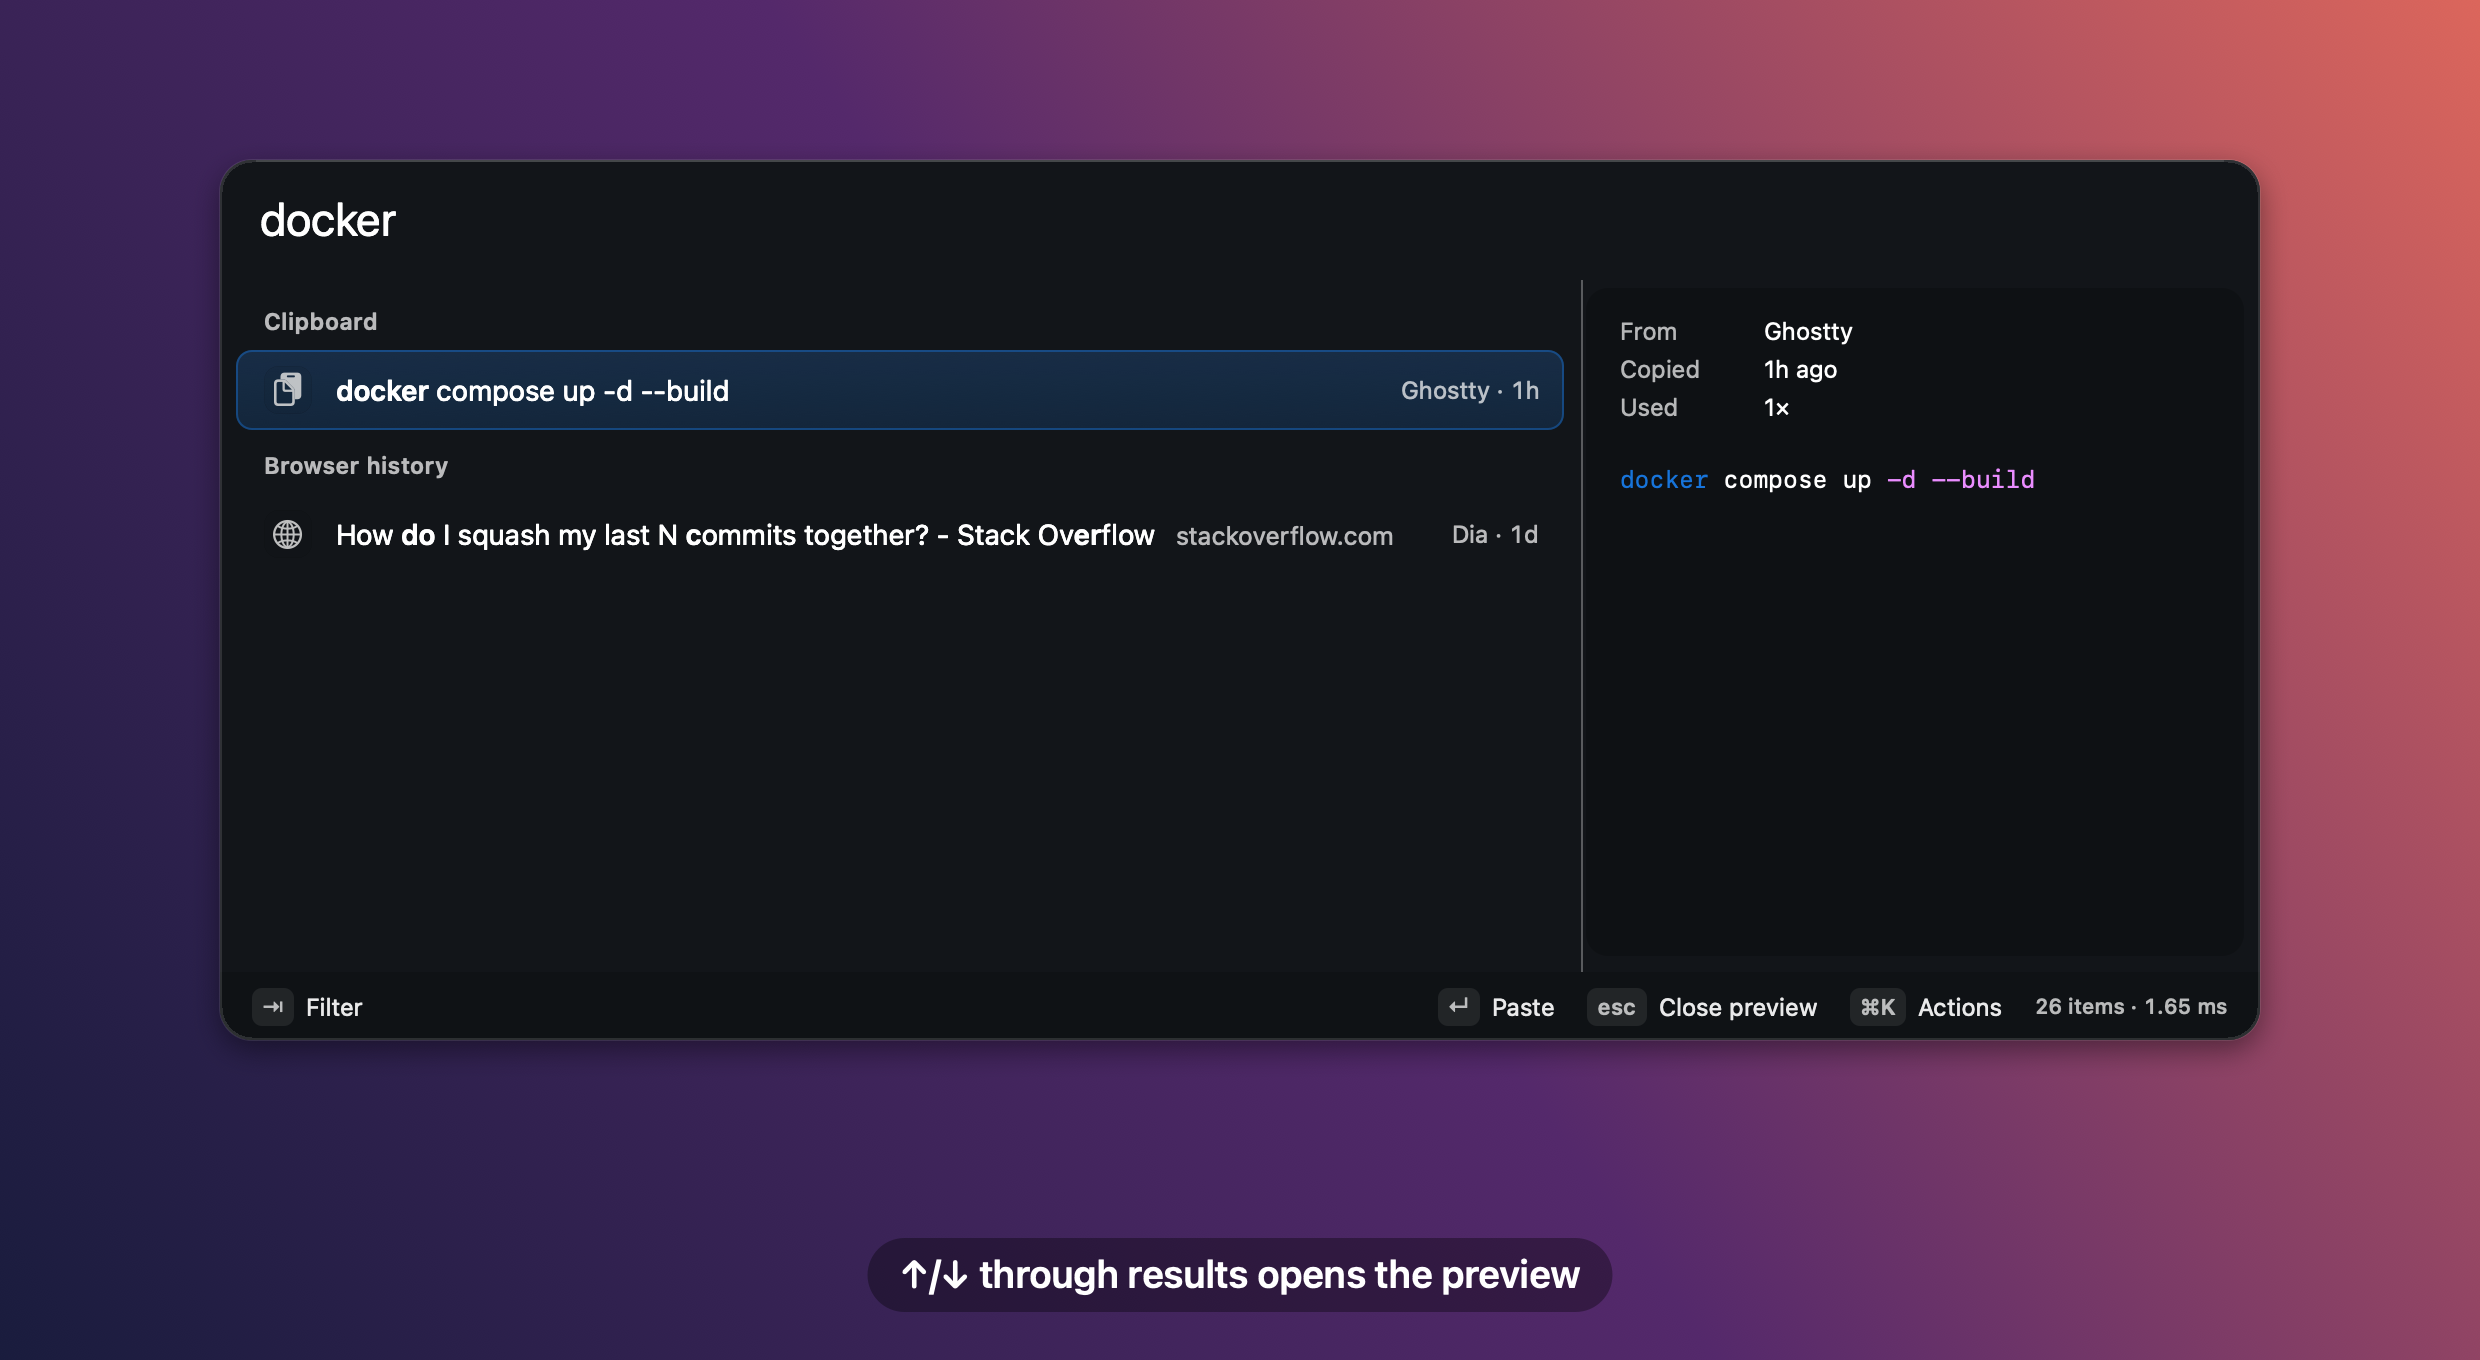 docker
Clipboard
docker compose up -d --build
Ghostty · 1h
Browser history
How do I squash my last N commits together? - Stack Overflow stackoverflow.com
Dia · 1d
From Ghostty
Copied 1h ago
Used 1×
docker compose up -d --build
⇥ Filter
↵ Paste
esc Close preview
⌘K Actions
26 items · 1.65 ms
↑/↓ through results opens the preview